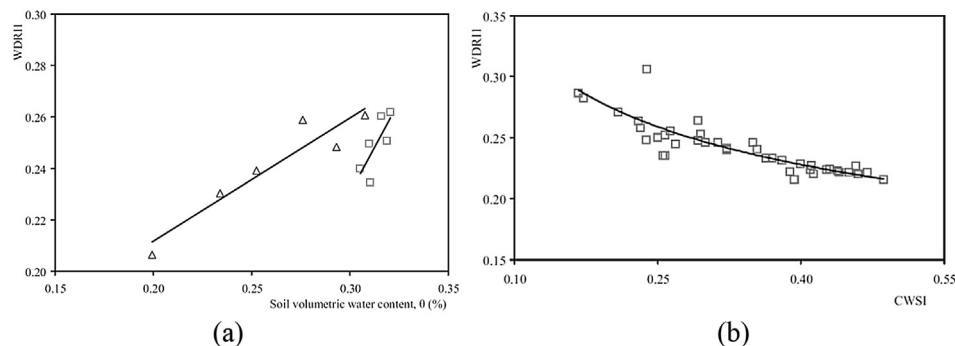 WDRI1
0.30
0.28
0.26
0.24
0.22
0.20
0.15 0.20 0.25 0.30 0.35
Soil volumetric water content, θ (%)
(a)
WDRI1
0.35
0.30
0.25
0.20
0.15
0.10 0.25 0.40 0.55
CWSI
(b)